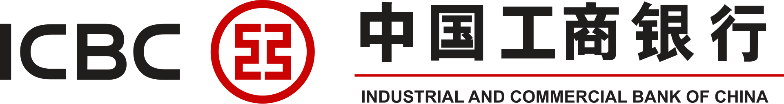 ICBC
中国工商银行
INDUSTRIAL AND COMMERCIAL BANK OF CHINA